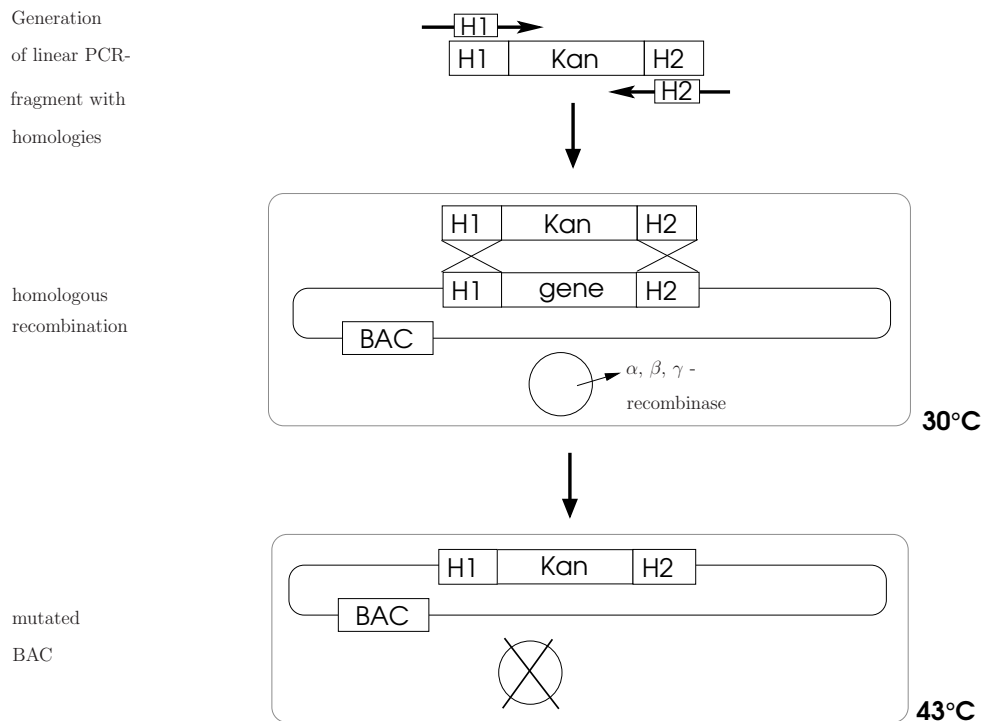 Generation
of linear PCR-
fragment with
homologies
H1
H1 Kan H2
H2
H1 Kan H2
H1 gene H2
homologous
recombination
BAC
α, β, γ -
recombinase
30°C
H1 Kan H2
BAC
mutated
BAC
43°C